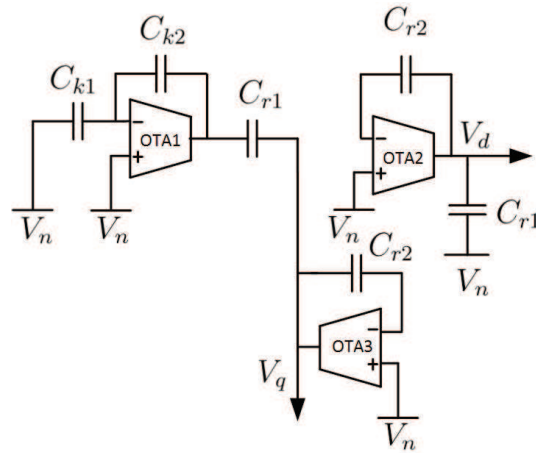 C_{k2}
C_{r2}
C_{k1}
C_{r1}
− OTA1 +
− OTA2 +
V_d
V_n
V_n
V_n
C_{r1}
C_{r2}
V_n
− OTA3 +
V_q
V_n